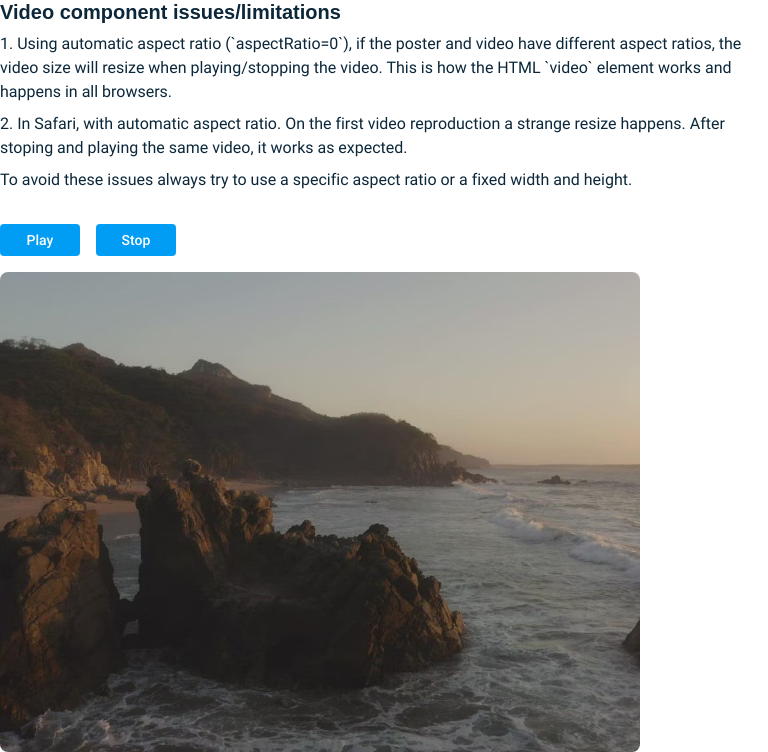 Video component issues/limitations
1. Using automatic aspect ratio (`aspectRatio=0`), if the poster and video have different aspect ratios, the
video size will resize when playing/stopping the video. This is how the HTML `video` element works and
happens in all browsers.
2. In Safari, with automatic aspect ratio. On the first video reproduction a strange resize happens. After
stoping and playing the same video, it works as expected.
To avoid these issues always try to use a specific aspect ratio or a fixed width and height.
Play Stop